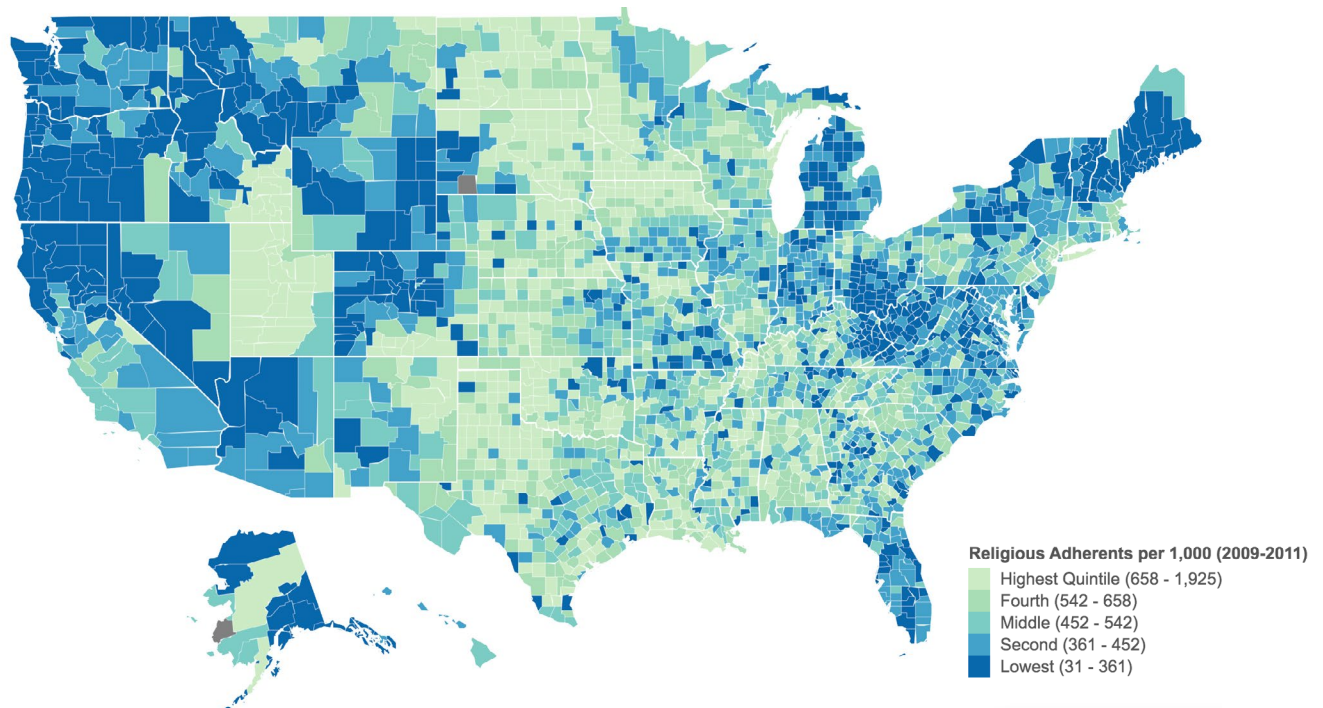 Religious Adherents per 1,000 (2009-2011)
Highest Quintile (658 - 1,925)
Fourth (542 - 658)
Middle (452 - 542)
Second (361 - 452)
Lowest (31 - 361)